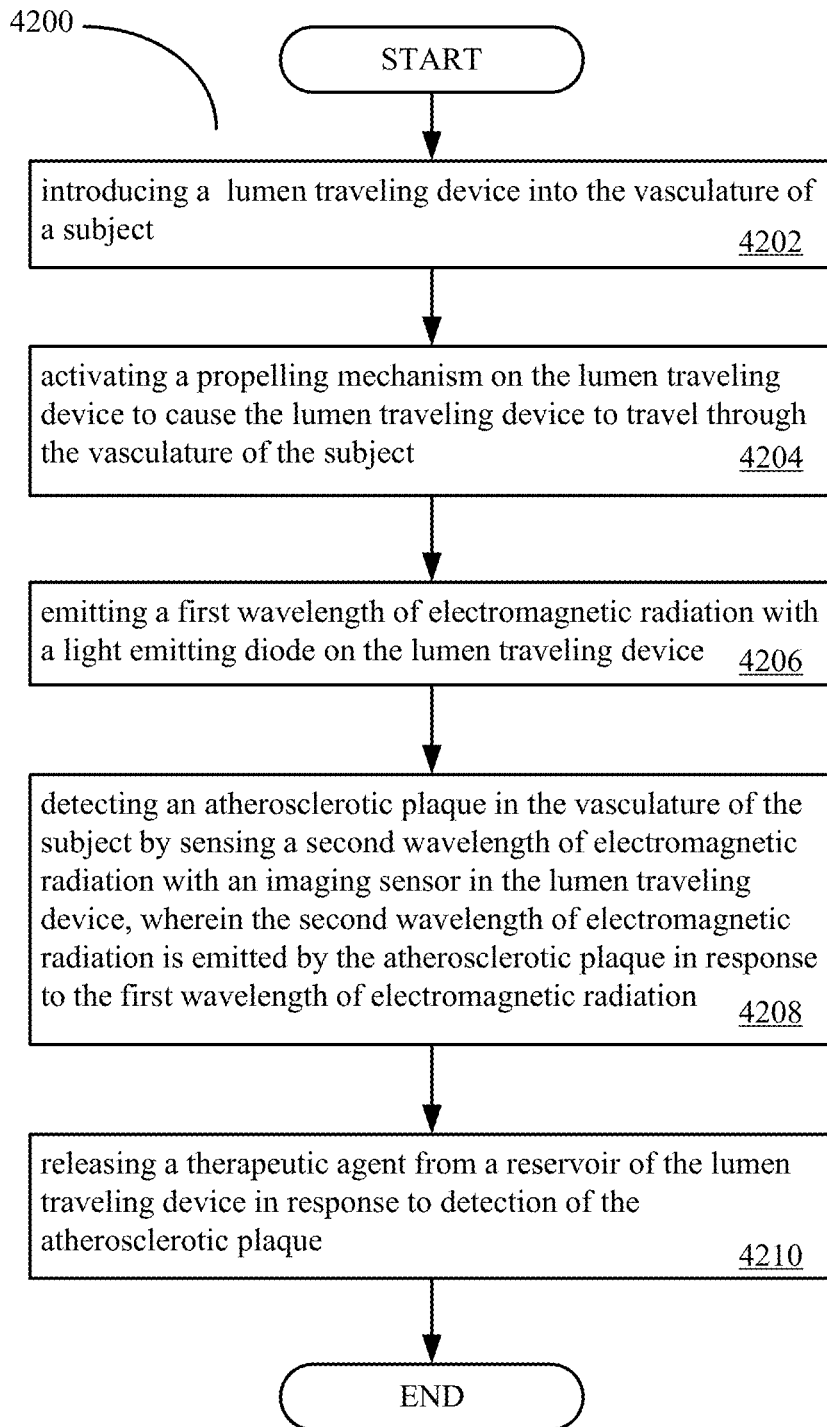 4200
START
introducing a lumen traveling device into the vasculature of
a subject
4202
activating a propelling mechanism on the lumen traveling
device to cause the lumen traveling device to travel through
the vasculature of the subject
4204
emitting a first wavelength of electromagnetic radiation with
a light emitting diode on the lumen traveling device
4206
detecting an atherosclerotic plaque in the vasculature of the
subject by sensing a second wavelength of electromagnetic
radiation with an imaging sensor in the lumen traveling
device, wherein the second wavelength of electromagnetic
radiation is emitted by the atherosclerotic plaque in response
to the first wavelength of electromagnetic radiation
4208
releasing a therapeutic agent from a reservoir of the lumen
traveling device in response to detection of the
atherosclerotic plaque
4210
END